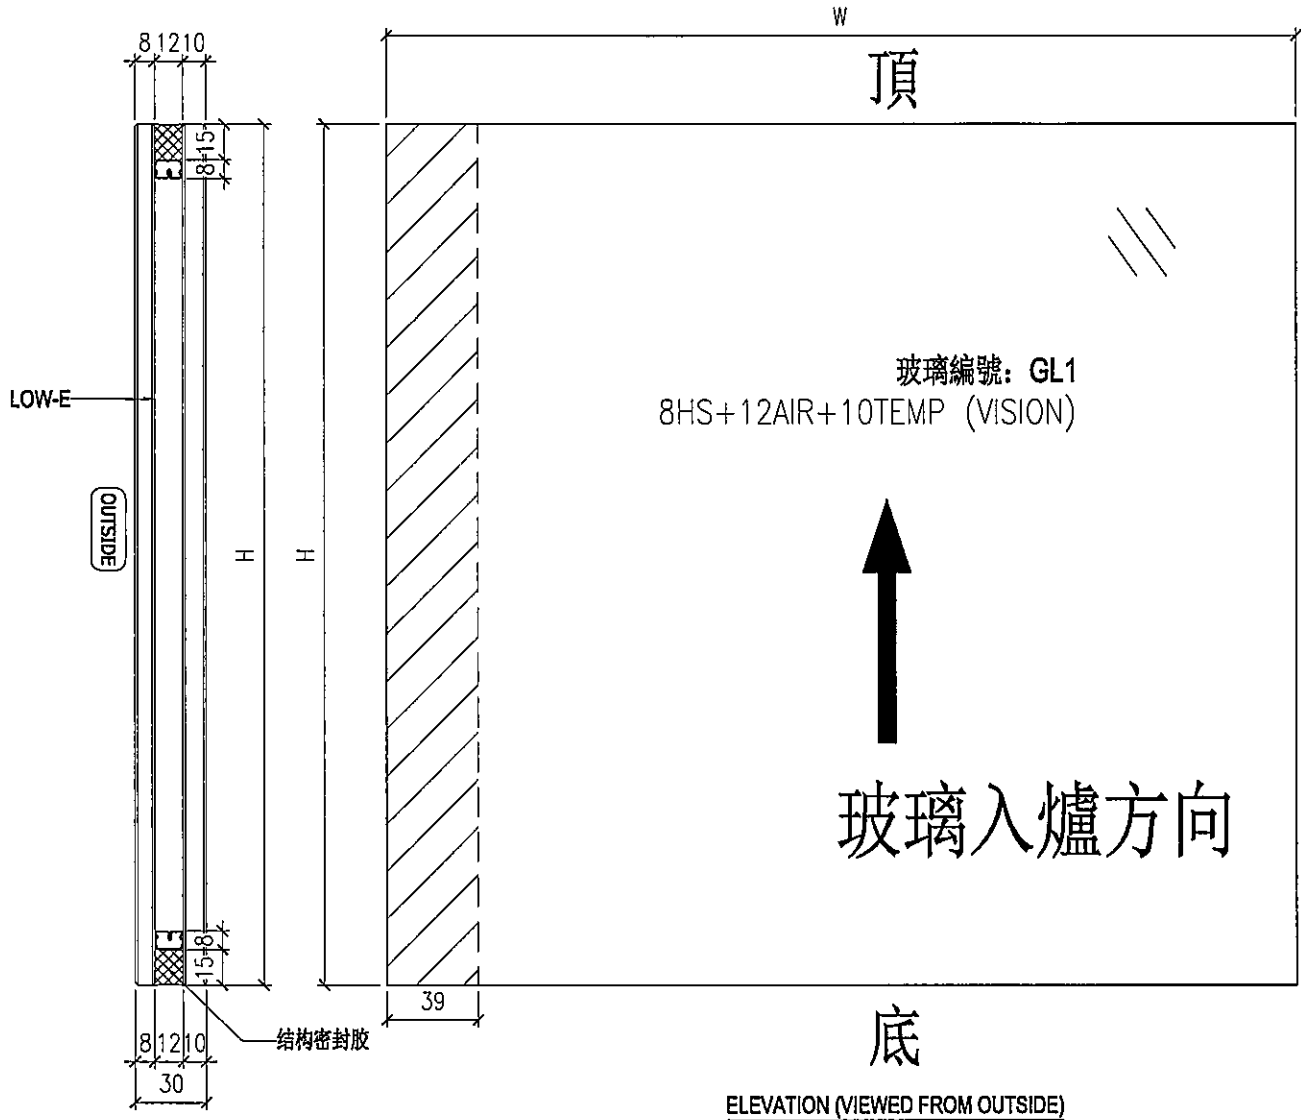 W
8 12 10
頂
15
8
LOW-E
玻璃編號：GL1
8HS+12AIR+10TEMP (VISION)
OUTSIDE
H
H
玻璃入爐方向
8
15
39
结构密封胶
底
8 12 10
30
ELEVATION (VIEWED FROM OUTSIDE)